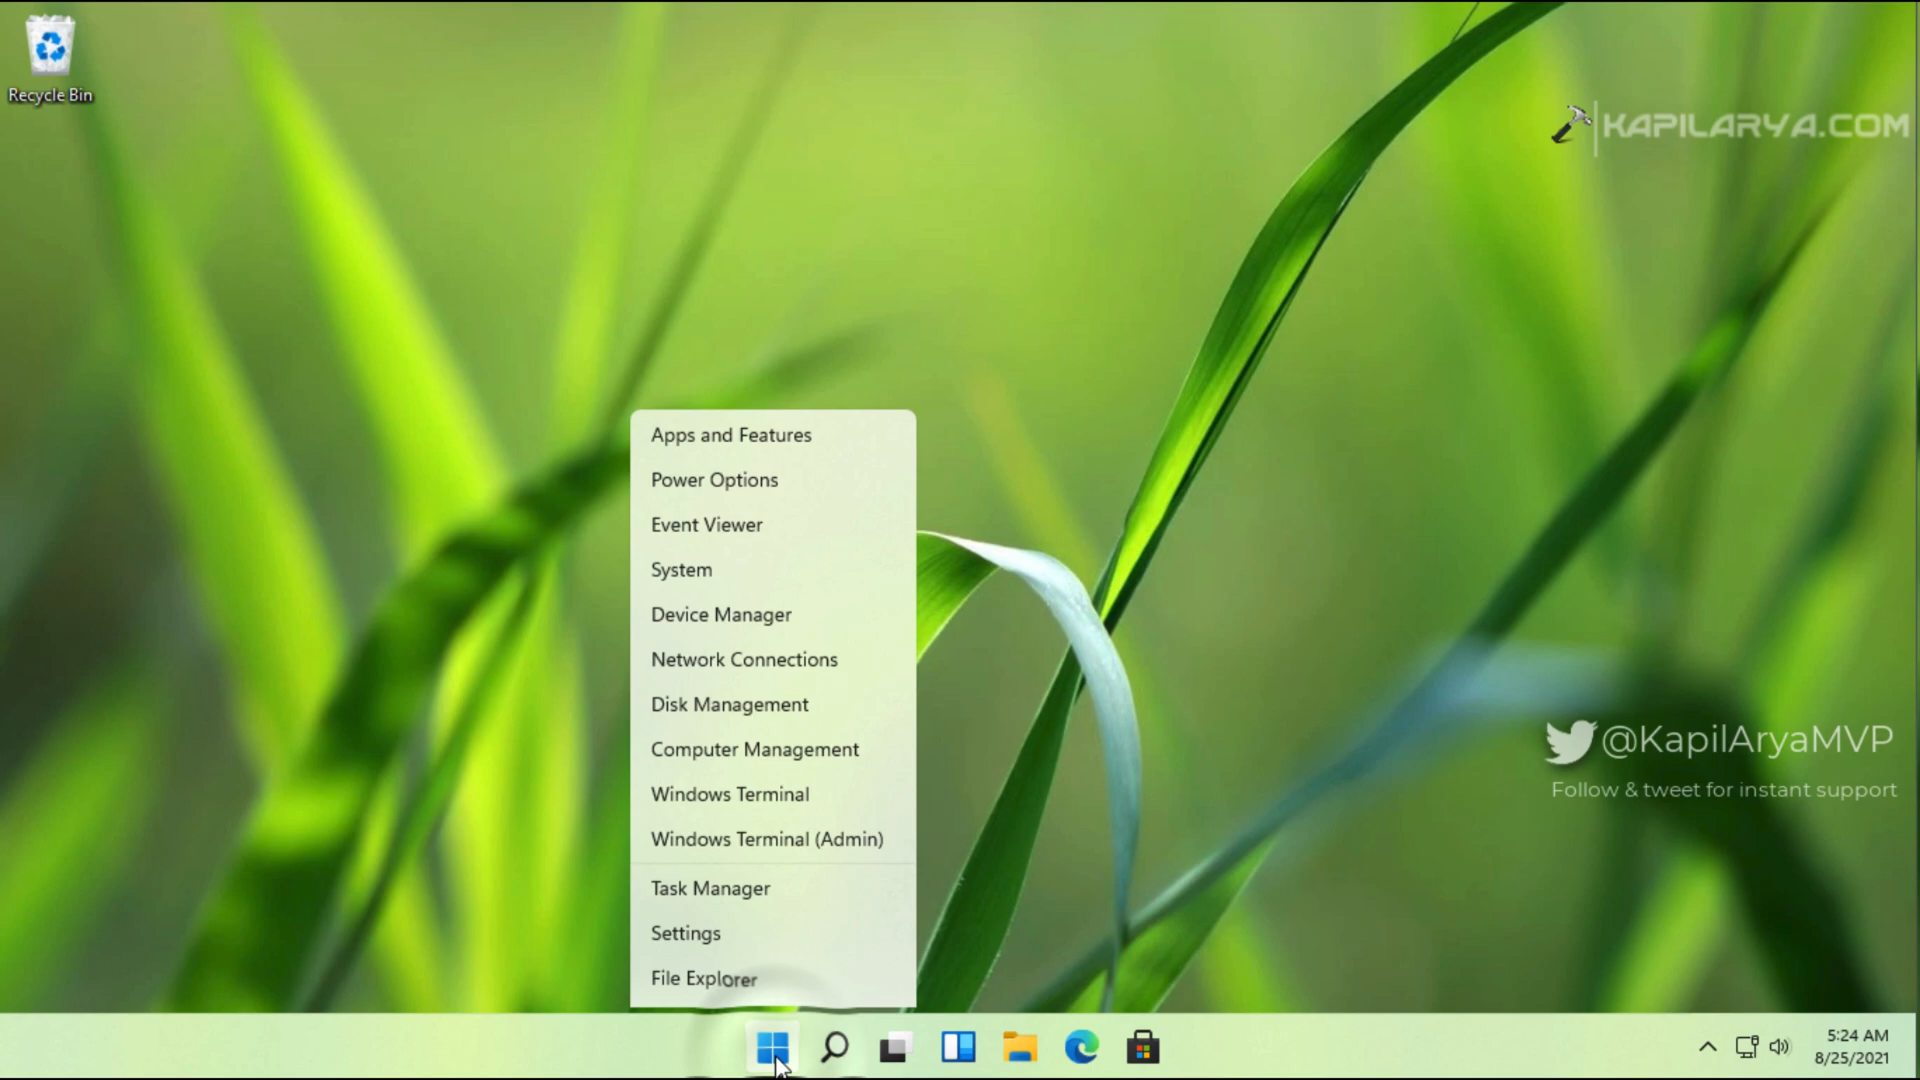 Recycle Bin
KAPILARYA.COM
Apps and Features
Power Options
Event Viewer
System
Device Manager
Network Connections
Disk Management
Computer Management
Windows Terminal
Windows Terminal (Admin)
Task Manager
Settings
File Explorer
@KapilAryaMVP
Follow & tweet for instant support
5:24 AM
8/25/2021